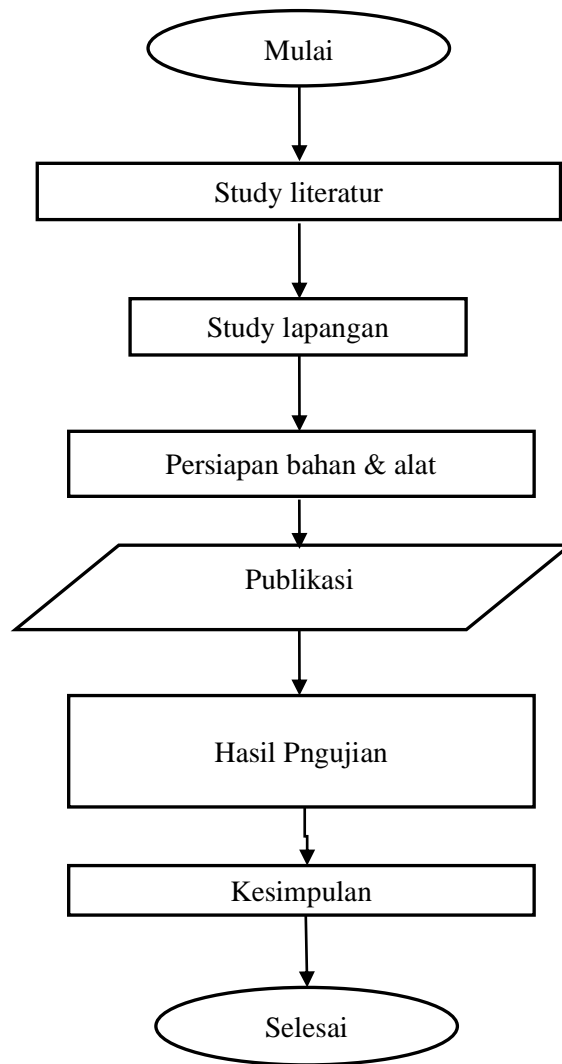 Mulai
Study literatur
Study lapangan
Persiapan bahan & alat
Publikasi
Hasil Pngujian
Kesimpulan
Selesai